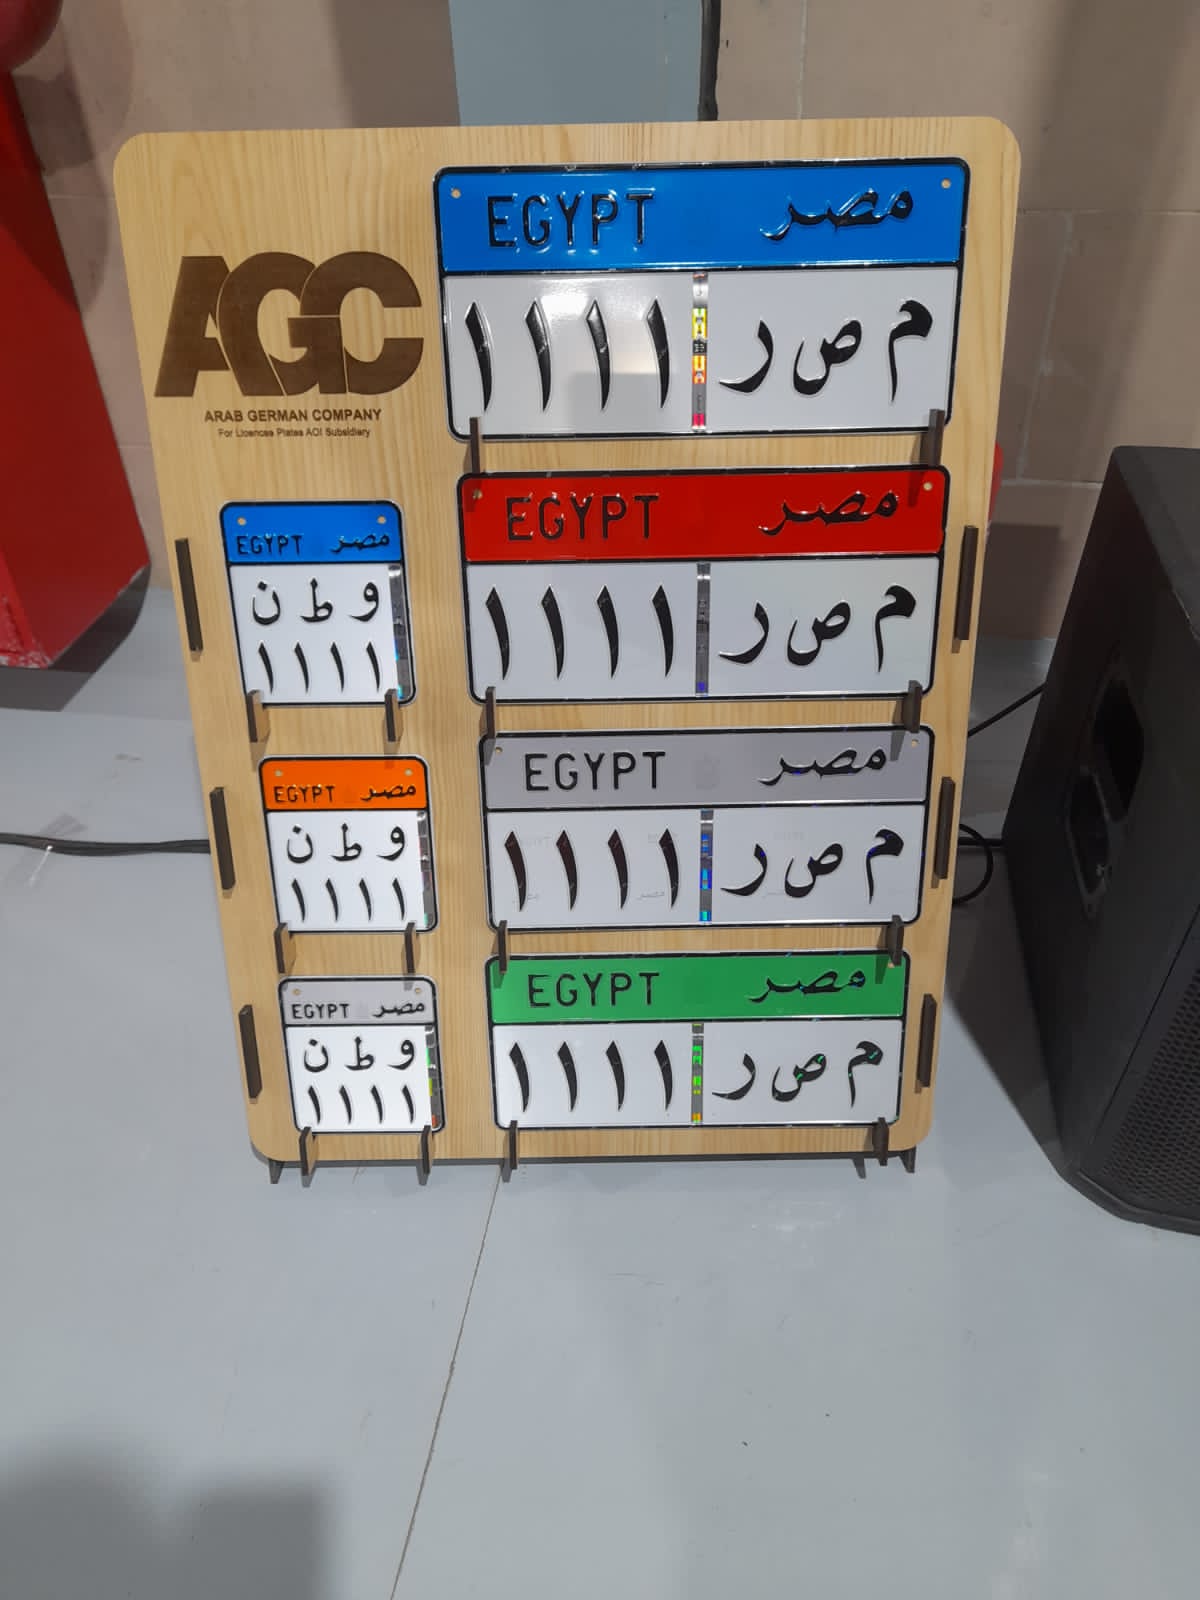 AGC
ARAB GERMAN COMPANY
For Licences Plates AOI Subsidiary
EGYPT مصر
١١١١ م ص ر
EGYPT مصر
١١١١ م ص ر
EGYPT مصر
١١١١ م ص ر
EGYPT مصر
١١١١ م ص ر
EGYPT مصر
و ط ن
١١١١
EGYPT مصر
و ط ن
١١١١
EGYPT مصر
و ط ن
١١١١